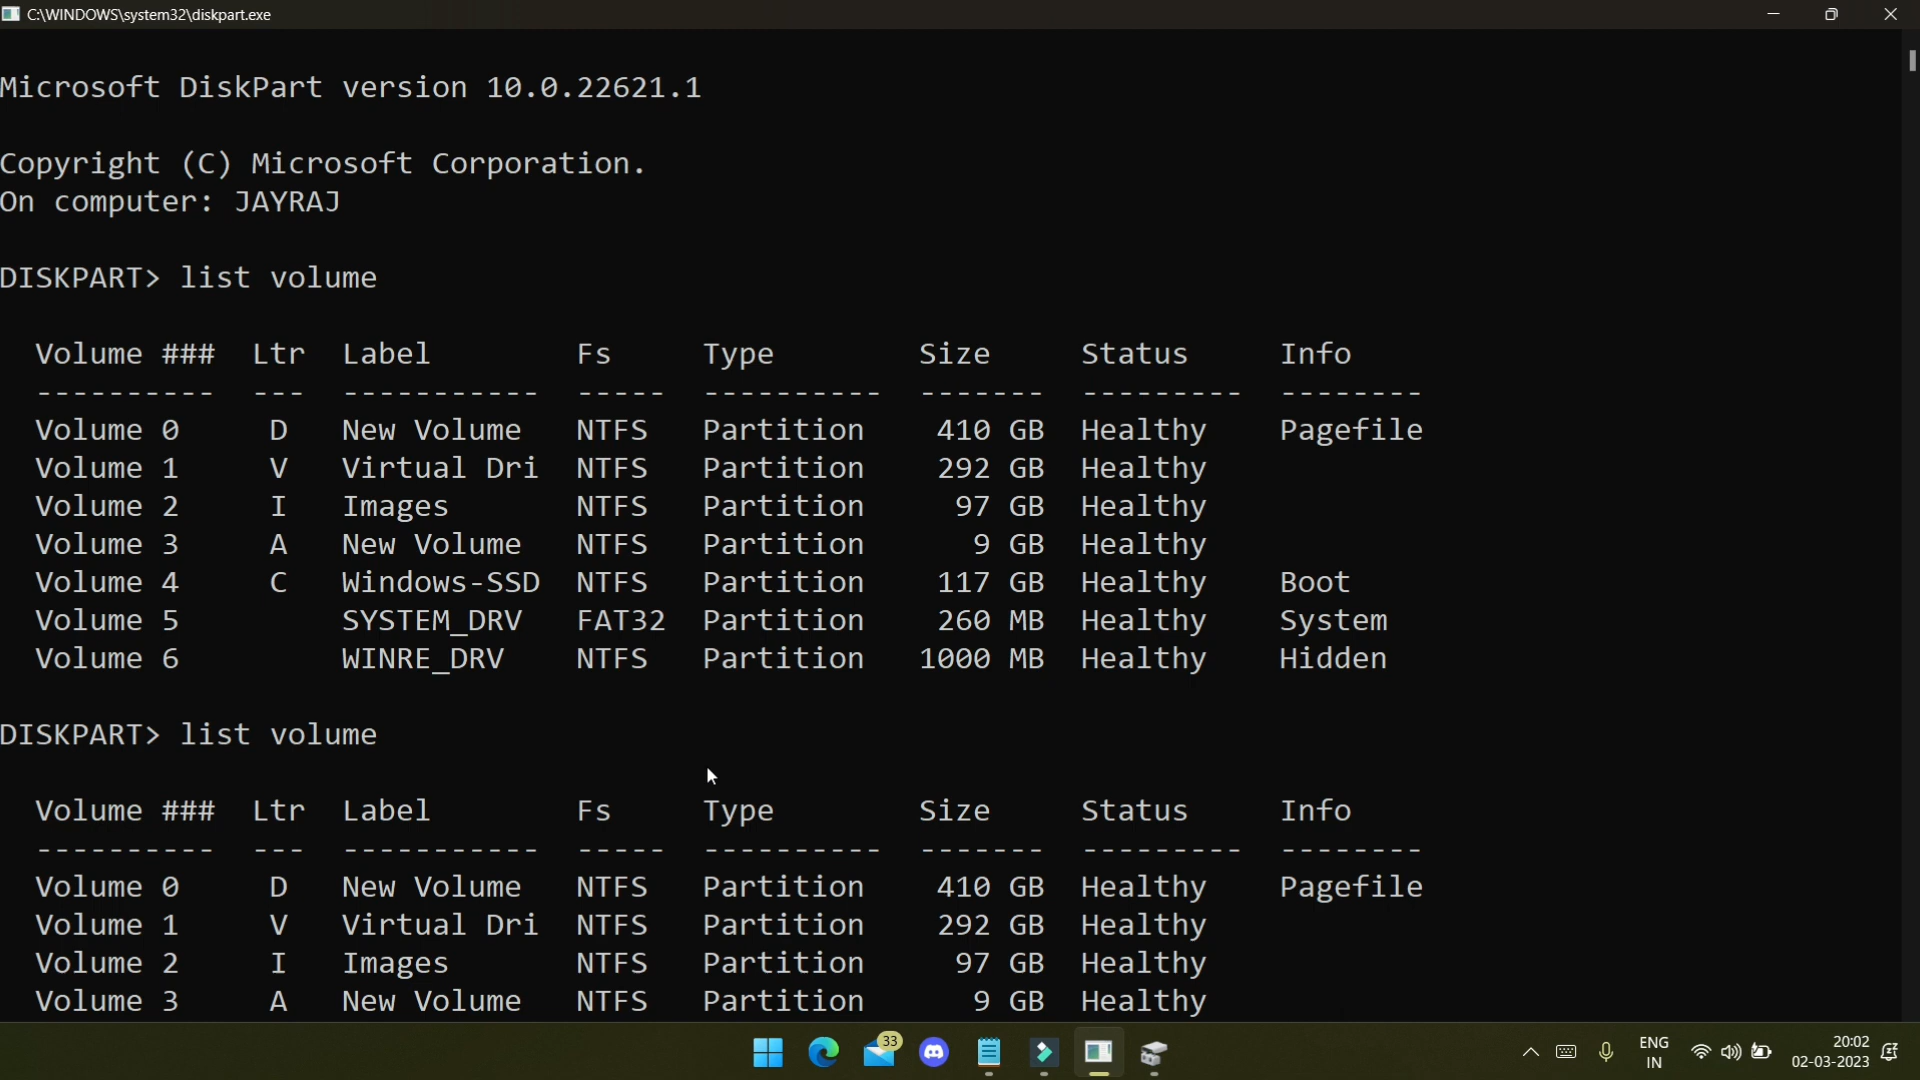 C:\WINDOWS\system32\diskpart.exe
Microsoft DiskPart version 10.0.22621.1
Copyright (C) Microsoft Corporation.
On computer: JAYRAJ
DISKPART> list volume
Volume ### Ltr Label Fs Type Size Status Info
---------- --- ----------- ----- ---------- ------- --------- --------
Volume 0 D New Volume NTFS Partition 410 GB Healthy Pagefile
Volume 1 V Virtual Dri NTFS Partition 292 GB Healthy
Volume 2 I Images NTFS Partition 97 GB Healthy
Volume 3 A New Volume NTFS Partition 9 GB Healthy
Volume 4 C Windows-SSD NTFS Partition 117 GB Healthy Boot
Volume 5 SYSTEM_DRV FAT32 Partition 260 MB Healthy System
Volume 6 WINRE_DRV NTFS Partition 1000 MB Healthy Hidden
DISKPART> list volume
Volume ### Ltr Label Fs Type Size Status Info
---------- --- ----------- ----- ---------- ------- --------- --------
Volume 0 D New Volume NTFS Partition 410 GB Healthy Pagefile
Volume 1 V Virtual Dri NTFS Partition 292 GB Healthy
Volume 2 I Images NTFS Partition 97 GB Healthy
Volume 3 A New Volume NTFS Partition 9 GB Healthy
33
ENG
IN
20:02
02-03-2023